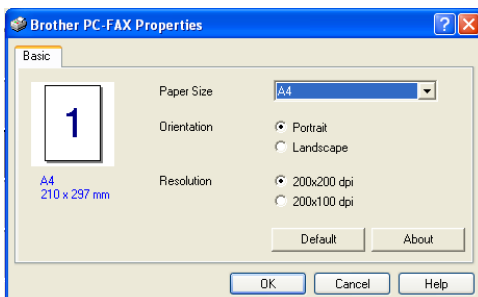 Brother PC-FAX Properties
Basic
1
Paper Size
A4
Orientation
Portrait
Landscape
A4
210 x 297 mm
Resolution
200x200 dpi
200x100 dpi
Default
About
OK
Cancel
Help